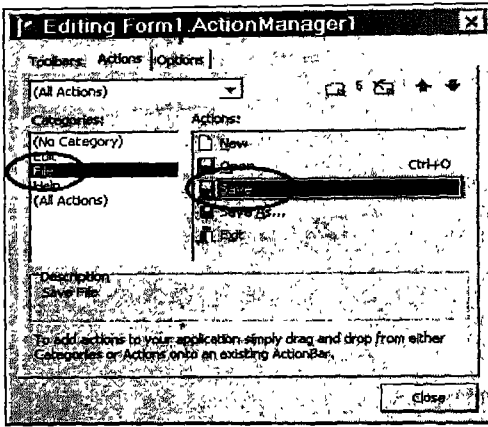 Editing Form1.ActionManager1
Toolbars Actions Options
(All Actions)
Categories: Actions:
(No Category)
Edit
File
Help
(All Actions)
New
Open... Ctrl+O
Save
Save As...
Exit
Description
Save File
To add actions to your application simply drag and drop from either
Categories or Actions onto an existing ActionBar.
Close